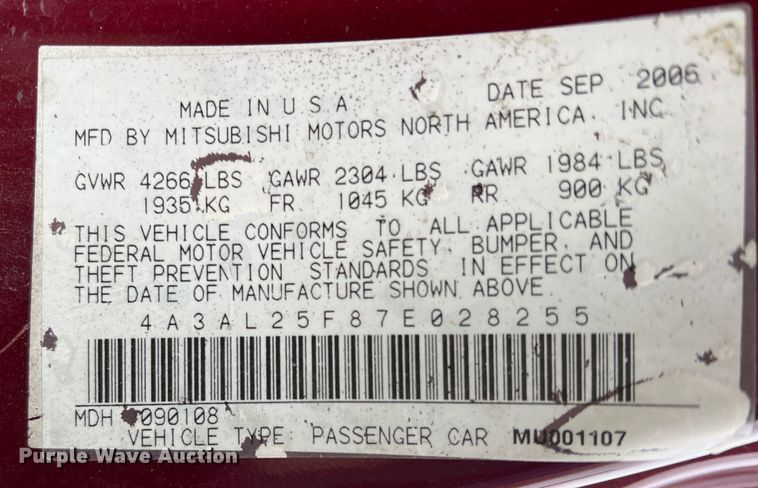 MADE IN U S A DATE SEP 2006
MFD BY MITSUBISHI MOTORS NORTH AMERICA. INC
GVWR 4266 LBS GAWR 2304 LBS GAWR 1984 LBS
1935 KG FR 1045 KG RR 900 KG
THIS VEHICLE CONFORMS TO ALL APPLICABLE
FEDERAL MOTOR VEHICLE SAFETY, BUMPER, AND
THEFT PREVENTION STANDARDS IN EFFECT ON
THE DATE OF MANUFACTURE SHOWN ABOVE
4A3AL25F87E028255
MDH 090108
VEHICLE TYPE: PASSENGER CAR MU001107
Purple Wave Auction